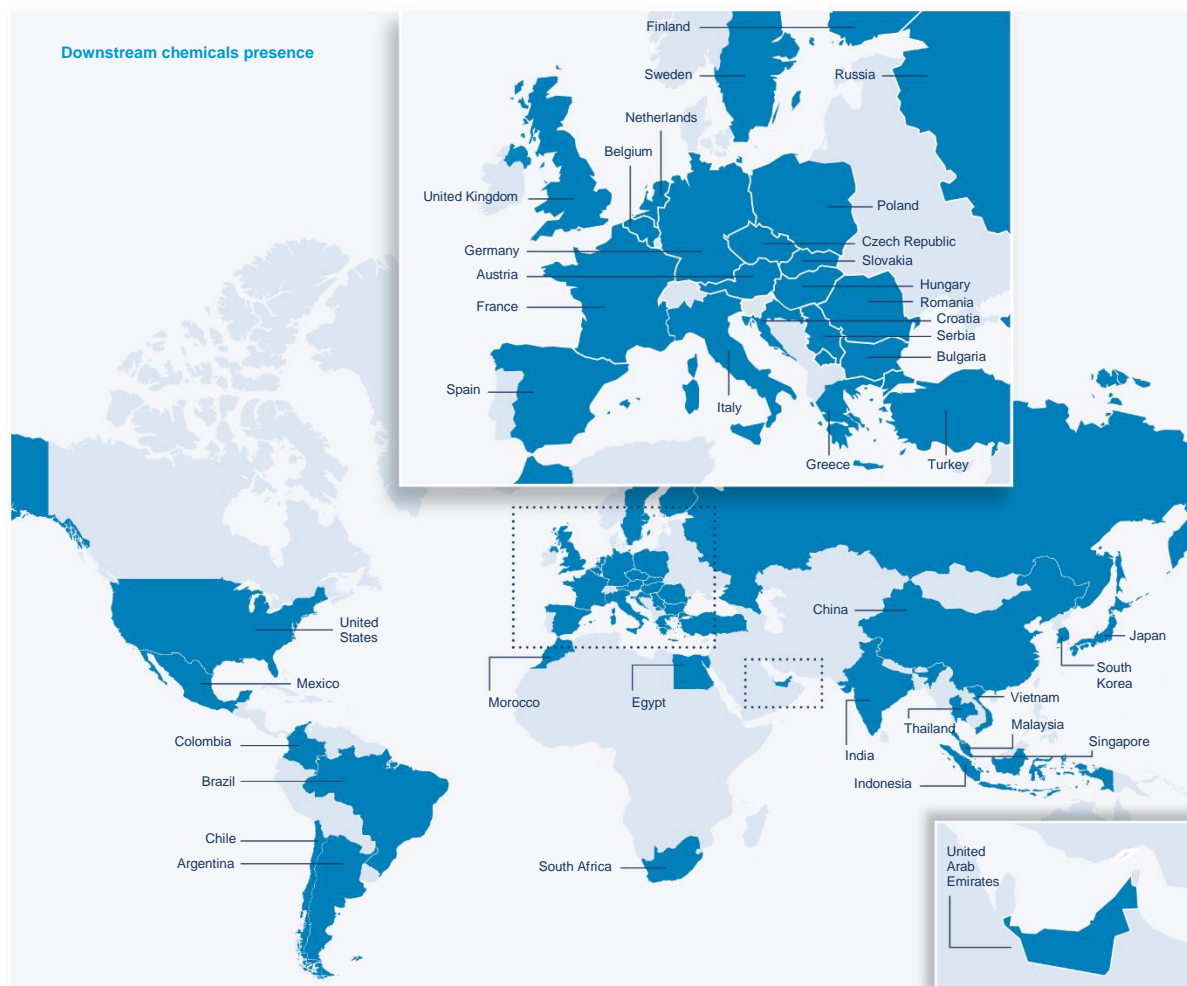 Downstream chemicals presence
Finland
Sweden
Russia
Netherlands
Belgium
United Kingdom
Poland
Germany
Czech Republic
Slovakia
Austria
Hungary
France
Romania
Croatia
Serbia
Bulgaria
Spain
Italy
Greece
Turkey
United
States
Mexico
Colombia
Brazil
Chile
Argentina
Morocco
Egypt
South Africa
China
Japan
South
Korea
Vietnam
Thailand
Malaysia
Singapore
India
Indonesia
United
Arab
Emirates